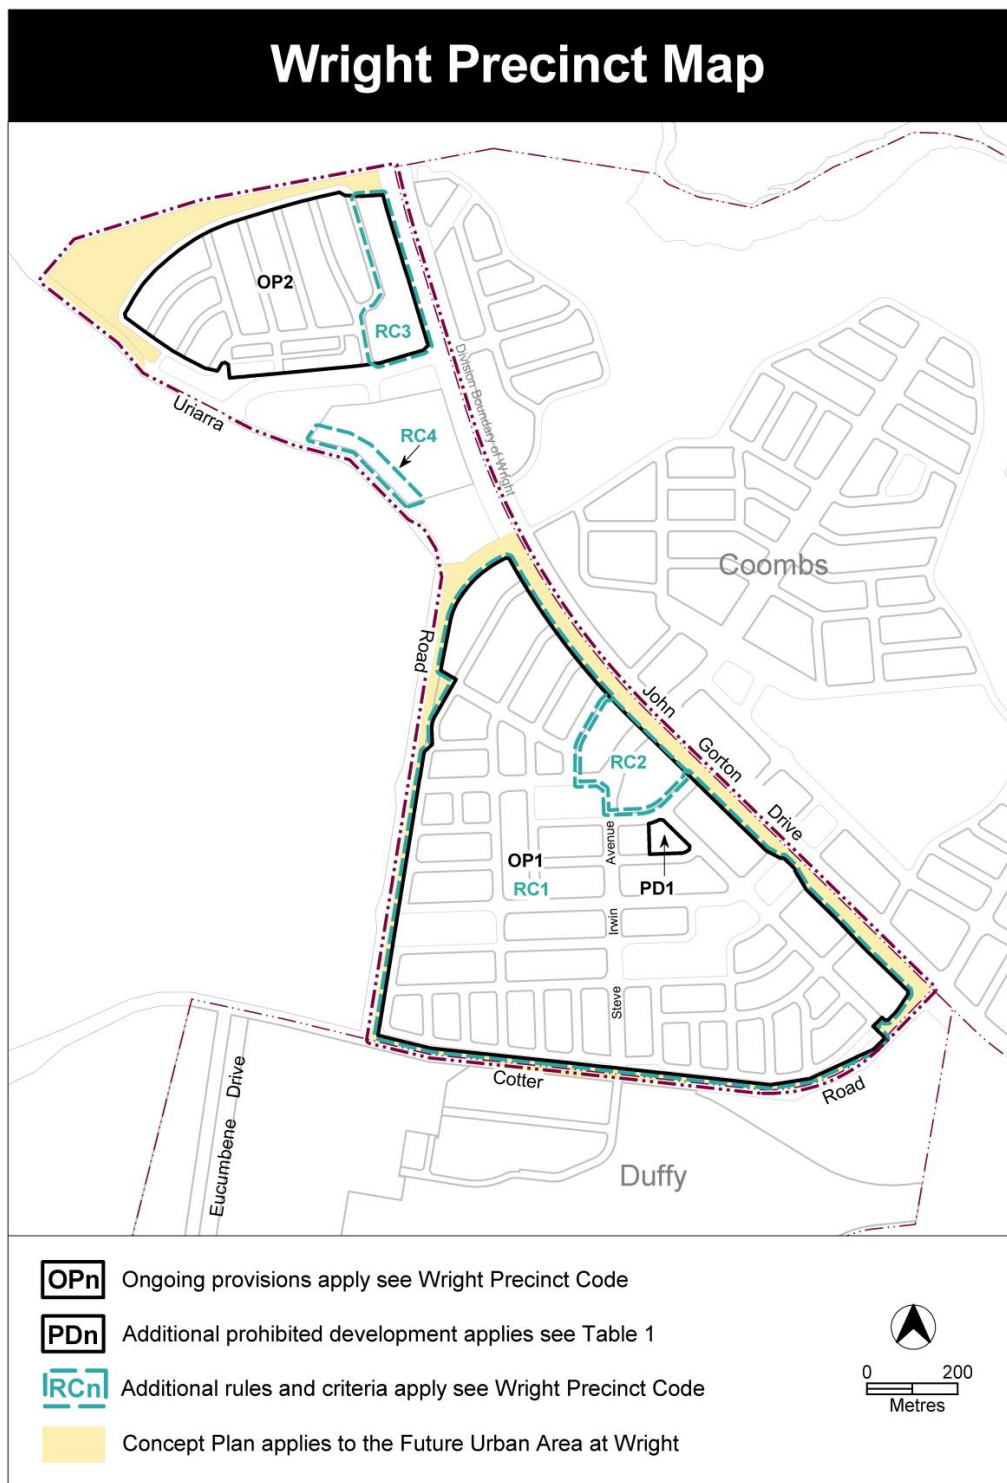 Wright Precinct Map
OP2
RC3
Uriarra
Division Boundary of Wright
RC4
Coombs
Road
John
Gorton
Drive
RC2
Avenue
OP1
RC1
PD1
Irwin
Steve
Cotter
Road
Eucumbene Drive
Duffy
OPn Ongoing provisions apply see Wright Precinct Code
PDn Additional prohibited development applies see Table 1
RCn Additional rules and criteria apply see Wright Precinct Code
Concept Plan applies to the Future Urban Area at Wright
0 200
Metres